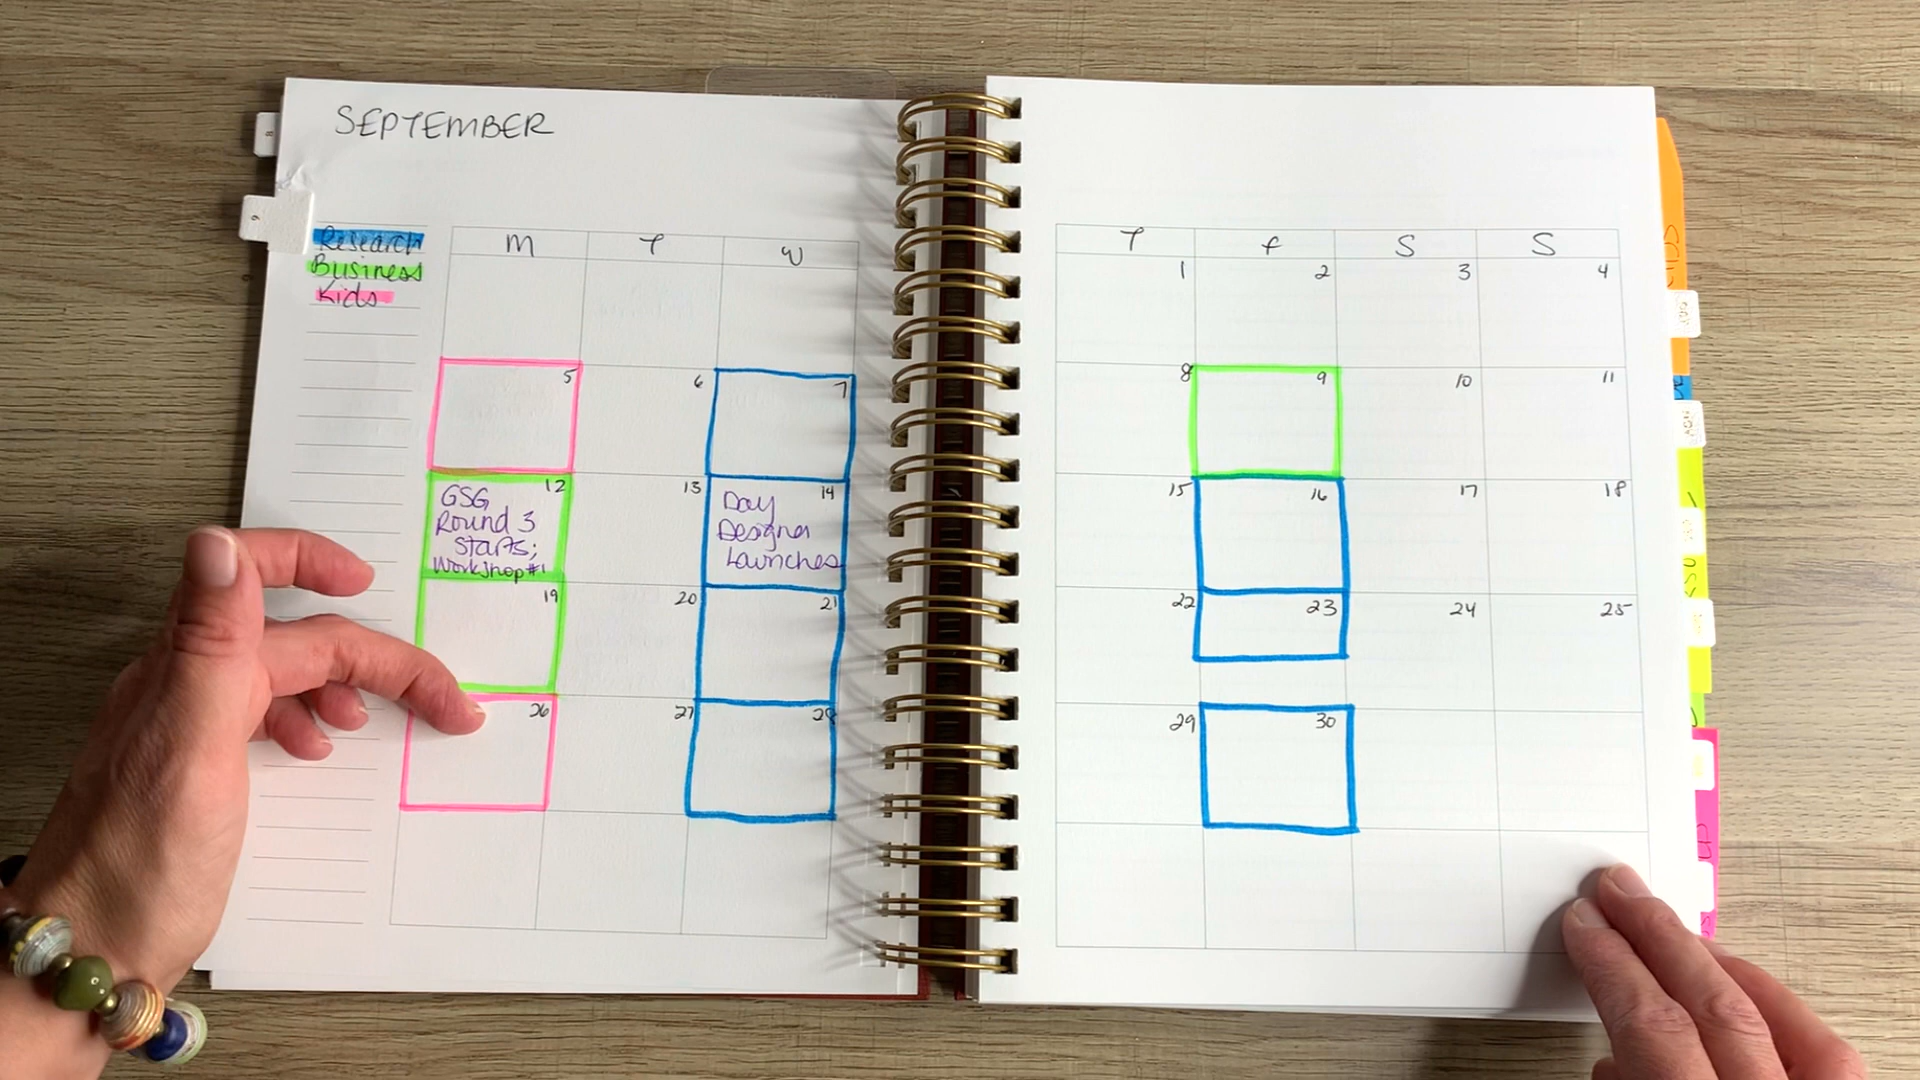 SEPTEMBER
Research
Business
Kids
M T W T F S S
1 2 3 4
5 6 7 8 9 10 11
12 13 14 15 16 17 18
GSG
Round 3
starts;
Workshop #1
Day
Designer
Launches
19 20 21 22 23 24 25
26 27 28 29 30
8
9